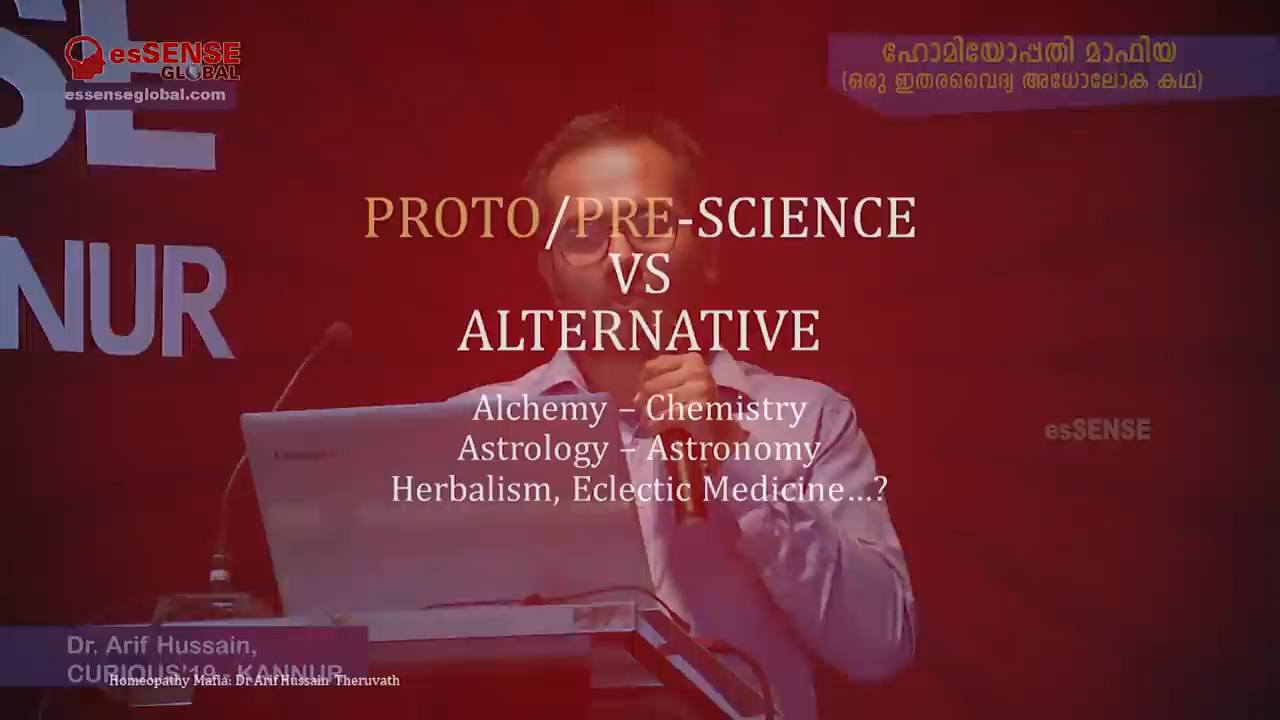 SE
esSENSE
GLOBAL
essenseglobal.com
ഹോമിയോപ്പതി മാഫിയ
(ഒരു ഇതരവൈദ്യ അധോലോക കഥ)
NUR
PROTO/PRE-SCIENCE
VS
ALTERNATIVE
Alchemy – Chemistry
Astrology – Astronomy
Herbalism, Eclectic Medicine...?
esSENSE
Dr. Arif Hussain,
CURIOUS'19 - KANNUR
Homeopathy Mafia: Dr Arif Hussain Theruvath